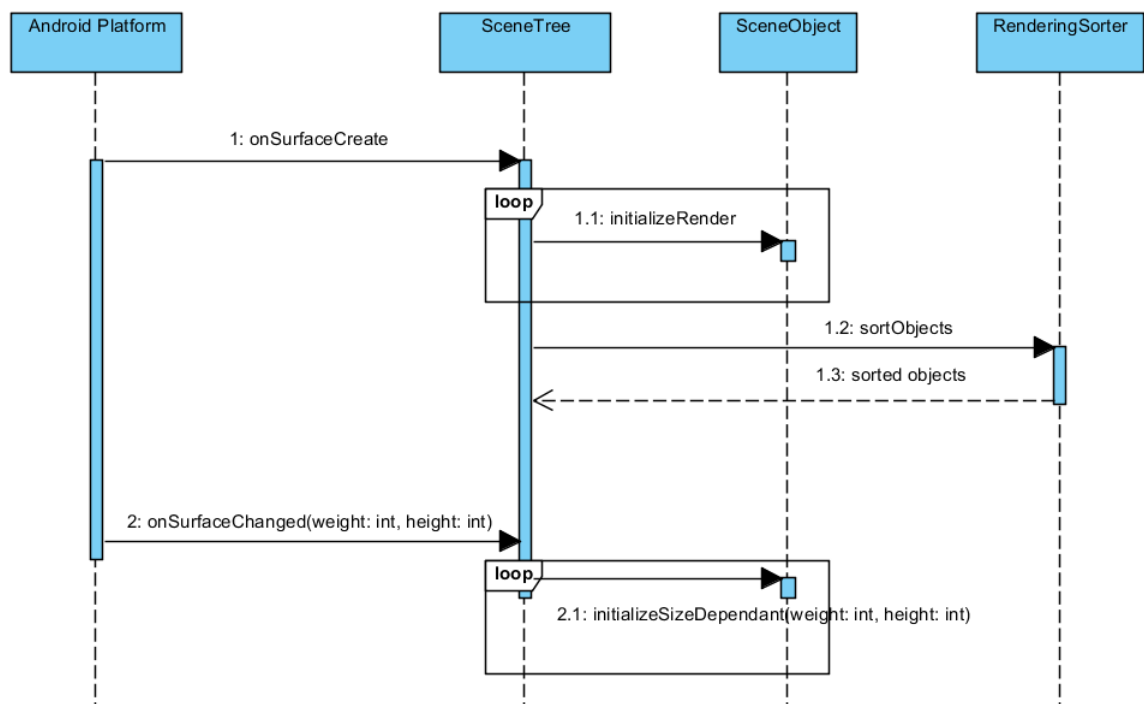 Android Platform
SceneTree
SceneObject
RenderingSorter
1: onSurfaceCreate
loop
1.1: initializeRender
1.2: sortObjects
1.3: sorted objects
2: onSurfaceChanged(weight: int, height: int)
loop
2.1: initializeSizeDependant(weight: int, height: int)